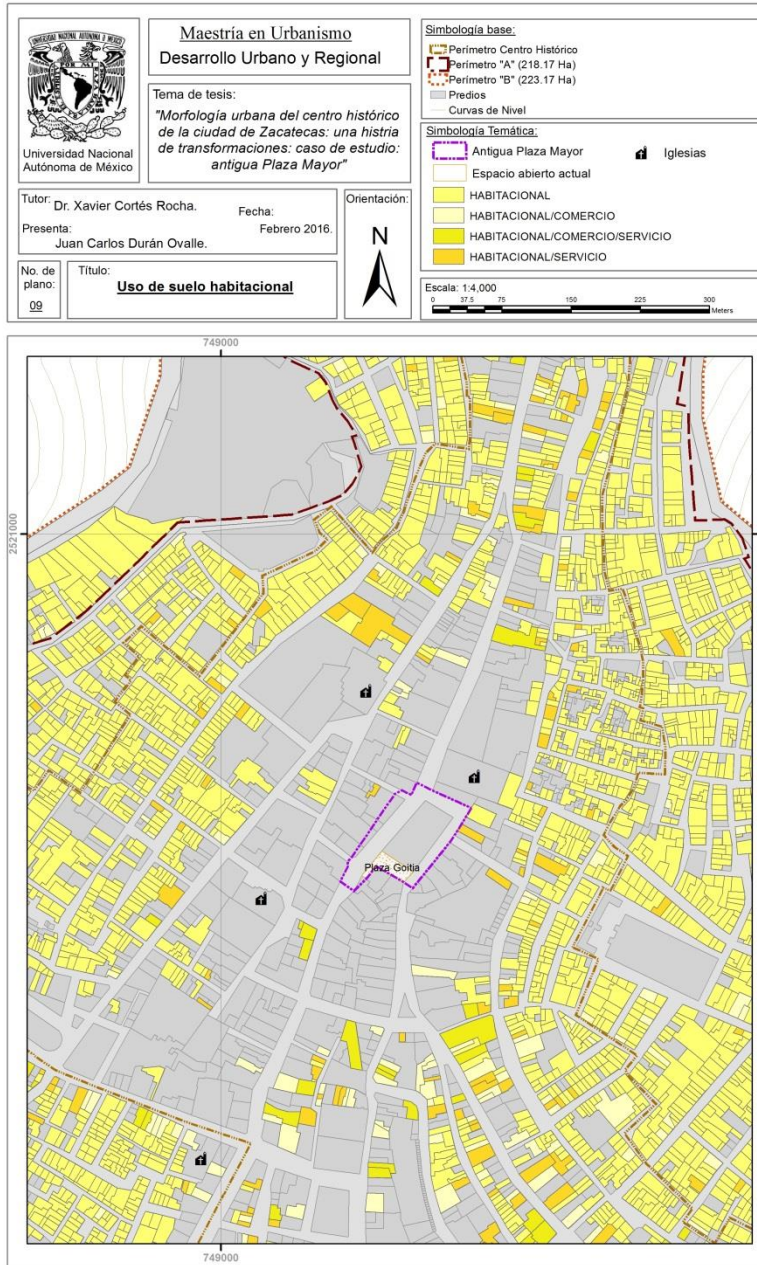 UNIVERSIDAD NACIONAL AUTÓNOMA DE MÉXICO
Universidad Nacional
Autónoma de México
Maestría en Urbanismo
Desarrollo Urbano y Regional
Tema de tesis:
"Morfología urbana del centro histórico
de la ciudad de Zacatecas: una histria
de transformaciones: caso de estudio:
antigua Plaza Mayor"
Tutor: Dr. Xavier Cortés Rocha.
Fecha:
Febrero 2016.
Presenta:
Juan Carlos Durán Ovalle.
Orientación:
N
No. de
plano:
09
Título:
Uso de suelo habitacional
Simbología base:
Perímetro Centro Histórico
Perímetro "A" (218.17 Ha)
Perímetro "B" (223.17 Ha)
Predios
Curvas de Nivel
Simbología Temática:
Antigua Plaza Mayor
Iglesias
Espacio abierto actual
HABITACIONAL
HABITACIONAL/COMERCIO
HABITACIONAL/COMERCIO/SERVICIO
HABITACIONAL/SERVICIO
Escala: 1:4,000
0 37.5 75 150 225 300
Meters
749000
2521000
Plaza Goitia
749000